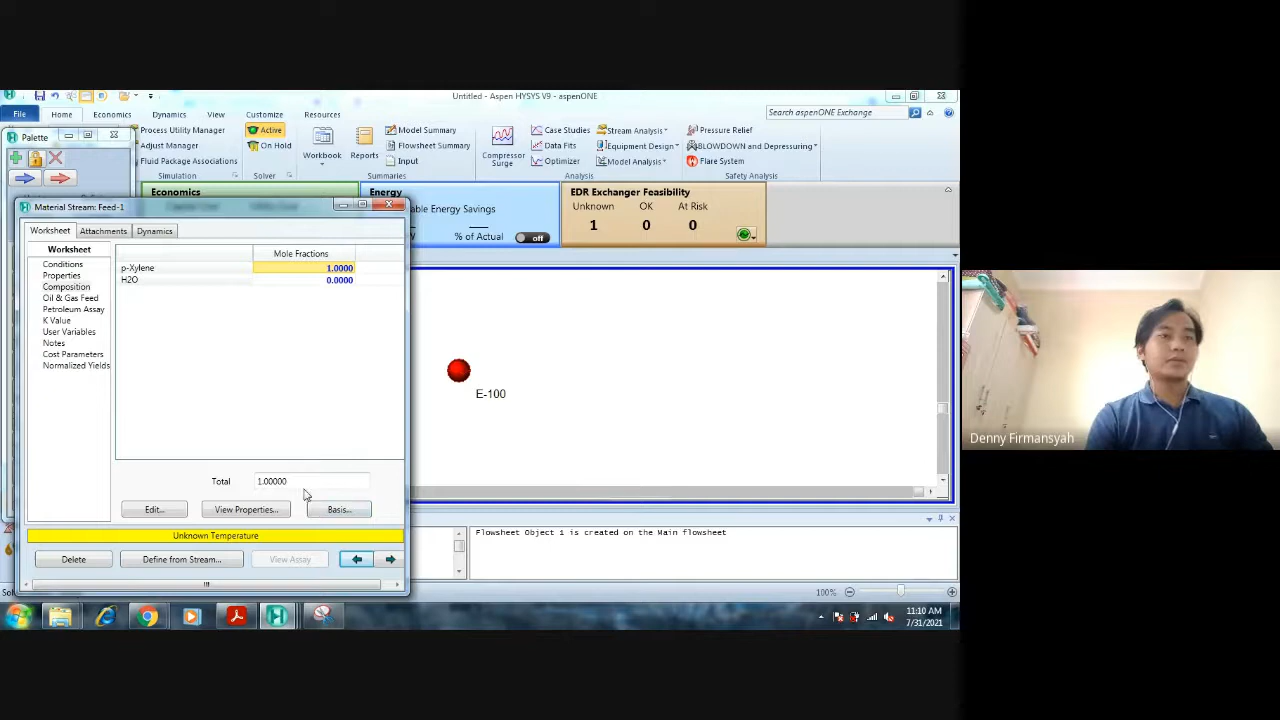 Untitled - Aspen HYSYS V9 - aspenONE
File Home Economics Dynamics View Customize Resources
Search aspenONE Exchange
Palette
Process Utility Manager
Adjust Manager
Fluid Package Associations
Simulation
Active
On Hold
Solver
Workbook
Reports
Model Summary
Flowsheet Summary
Input
Summaries
Compressor
Surge
Case Studies
Data Fits
Optimizer
Stream Analysis
Equipment Design
Model Analysis
Analysis
Pressure Relief
BLOWDOWN and Depressuring
Flare System
Safety Analysis
Economics
Energy
able Energy Savings
% of Actual
off
EDR Exchanger Feasibility
Unknown OK At Risk
1 0 0
Material Stream: Feed-1
Worksheet Attachments Dynamics
Worksheet
Conditions
Properties
Composition
Oil & Gas Feed
Petroleum Assay
K Value
User Variables
Notes
Cost Parameters
Normalized Yields
Mole Fractions
p-Xylene 1.0000
H2O 0.0000
Total 1.00000
Edit... View Properties... Basis...
Unknown Temperature
Delete Define from Stream... View Assay
E-100
Flowsheet Object 1 is created on the Main flowsheet
100%
11:10 AM
7/31/2021
Denny Firmansyah